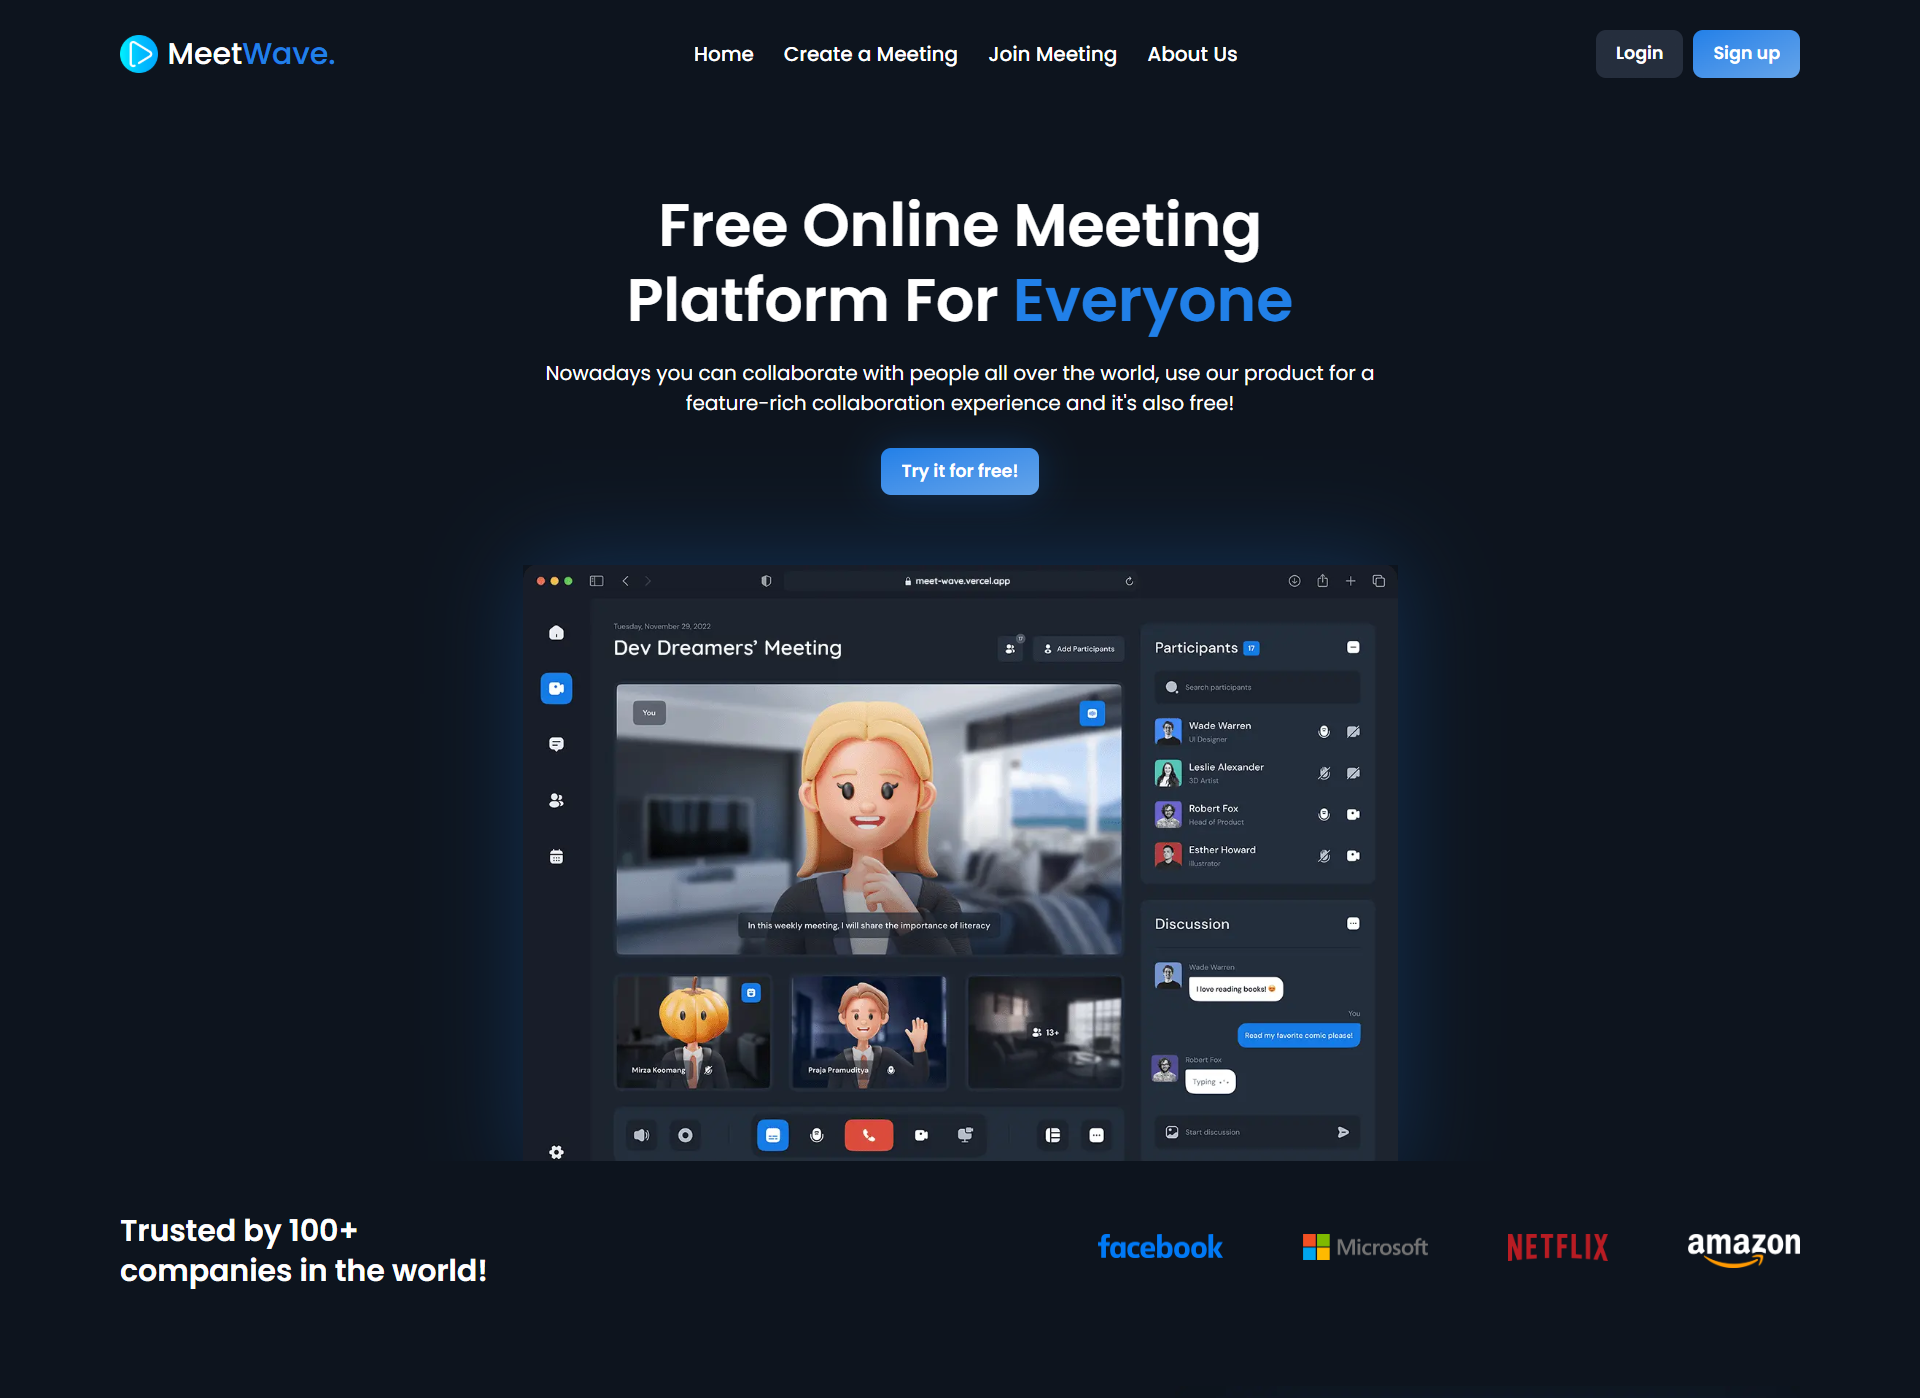 MeetWave.
Home
Create a Meeting
Join Meeting
About Us
Login
Sign up
Free Online Meeting
Platform For Everyone
Nowadays you can collaborate with people all over the world, use our product for a
feature-rich collaboration experience and it's also free!
Try it for free!
meet-wave.vercel.app
Tuesday, November 29, 2022
Dev Dreamers’ Meeting
17
Add Participants
You
In this weekly meeting, I will share the importance of literacy
Mirza Koomang
Praja Pramuditya
13+
Participants 17
Search participants
Wade Warren
UI Designer
Leslie Alexander
3D Artist
Robert Fox
Head of Product
Esther Howard
Illustrator
Discussion
Wade Warren
I love reading books! 😍
You
Read my favorite comic please!
Robert Fox
Typing
Start discussion
Trusted by 100+
companies in the world!
facebook
Microsoft
NETFLIX
amazon